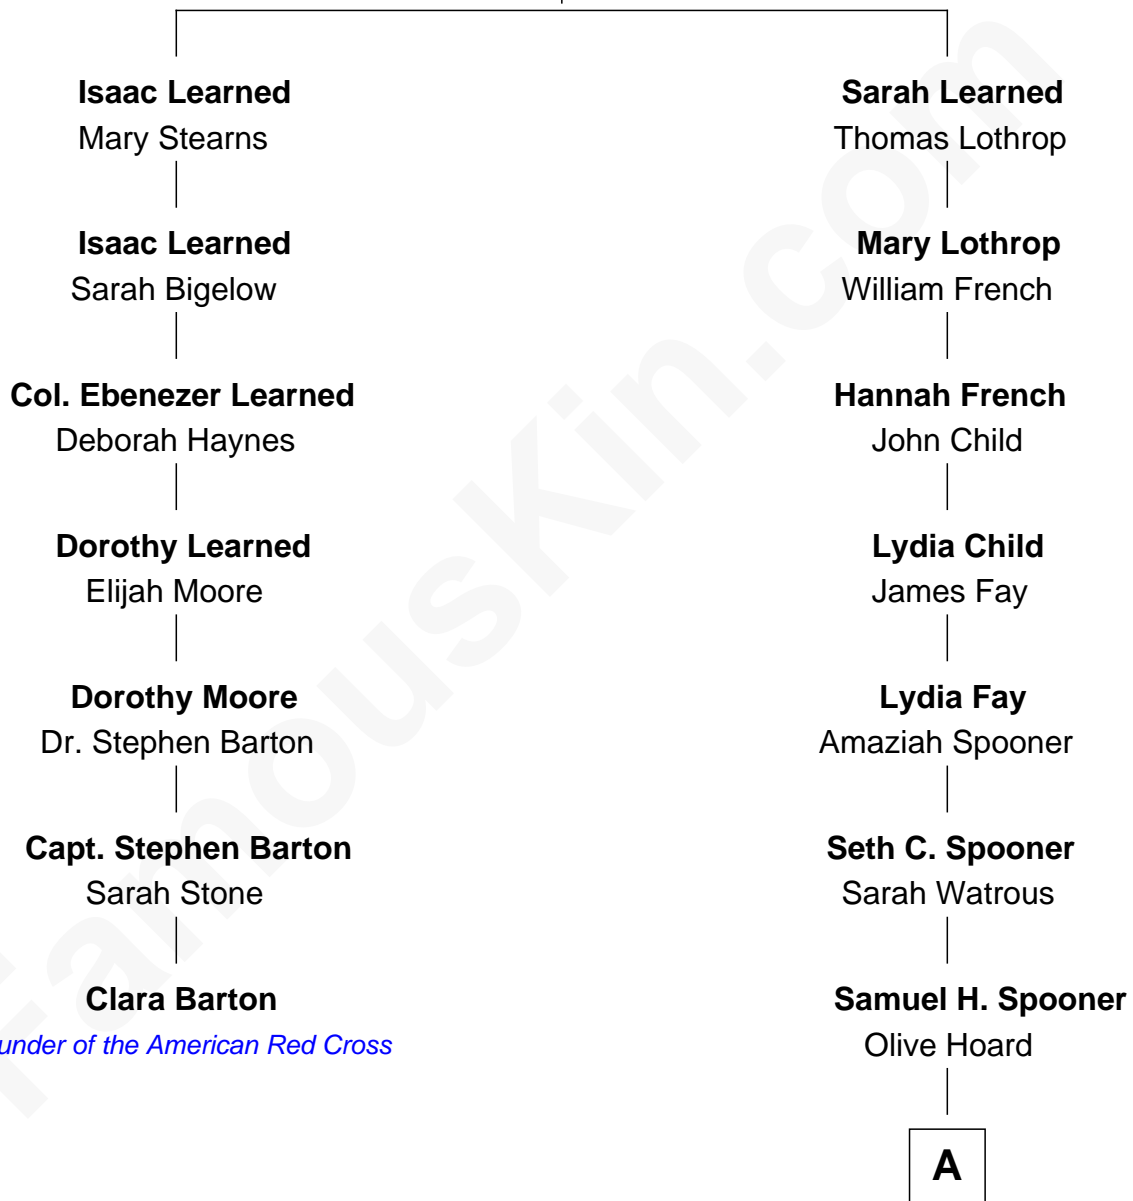 Isaac Learned
Mary Stearns
Isaac Learned
Sarah Bigelow
Col. Ebenezer Learned
Deborah Haynes
Dorothy Learned
Elijah Moore
Dorothy Moore
Dr. Stephen Barton
Capt. Stephen Barton
Sarah Stone
Clara Barton
under of the American Red Cross
Sarah Learned
Thomas Lothrop
Mary Lothrop
William French
Hannah French
John Child
Lydia Child
James Fay
Lydia Fay
Amaziah Spooner
Seth C. Spooner
Sarah Watrous
Samuel H. Spooner
Olive Hoard
A
FamousKin.com